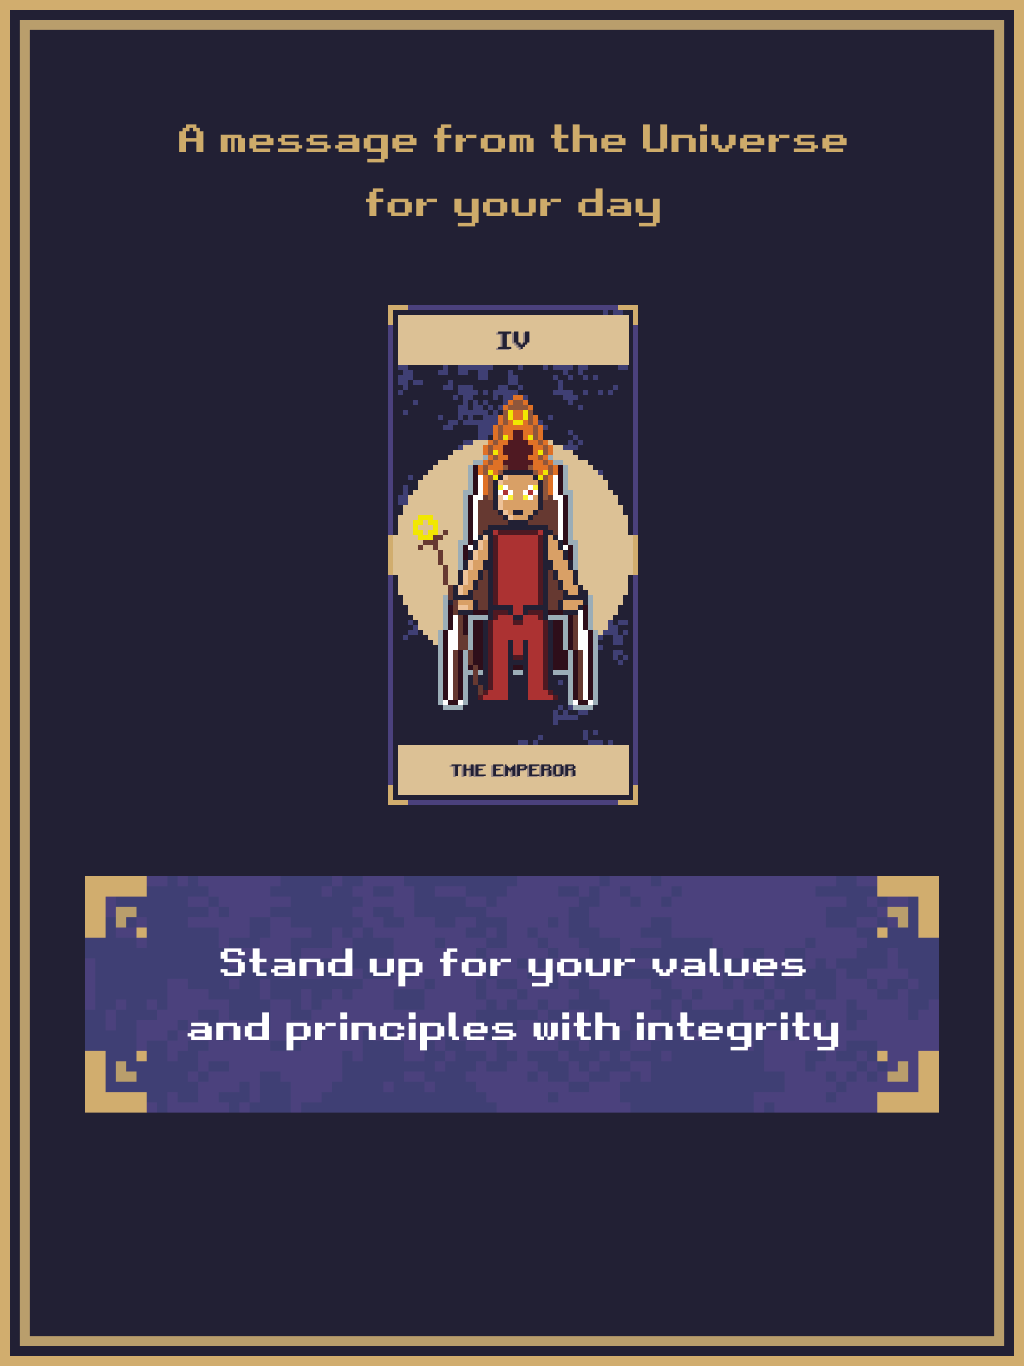 A message from the Universe
for your day
IV
THE EMPEROR
Stand up for your values
and principles with integrity